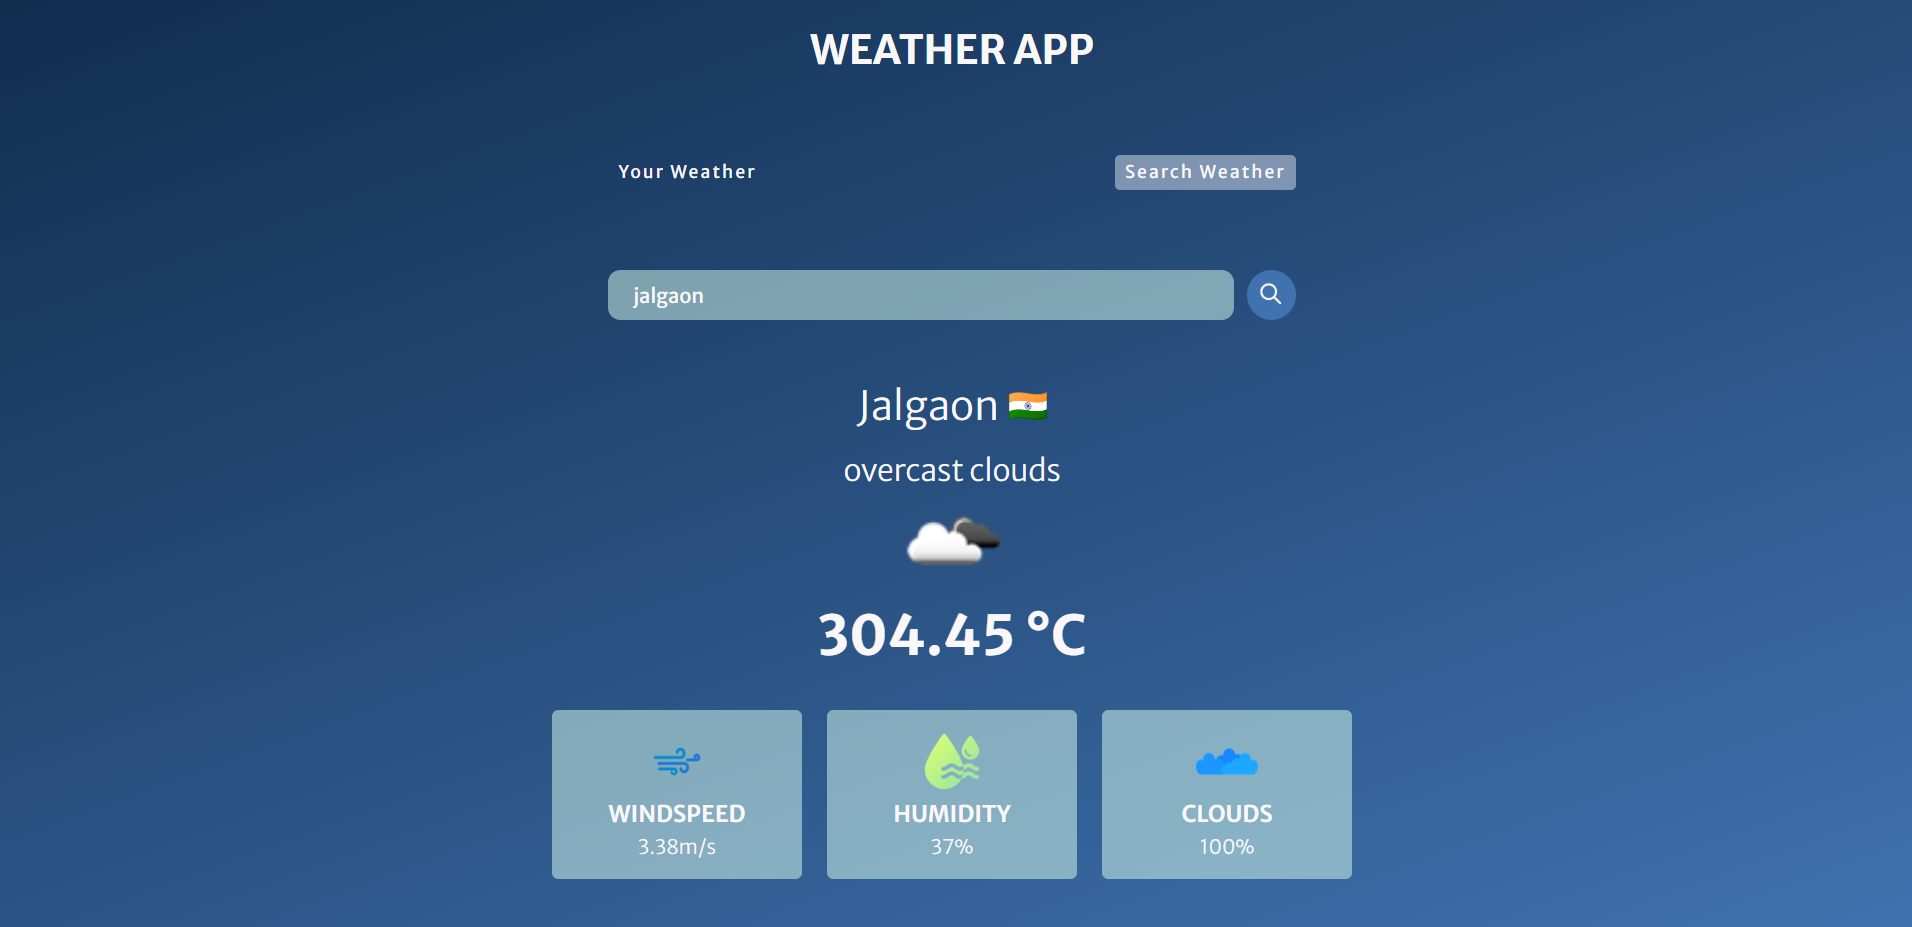 WEATHER APP
Your Weather
Search Weather
jalgaon
Jalgaon
overcast clouds
304.45 °C
WINDSPEED
3.38m/s
HUMIDITY
37%
CLOUDS
100%